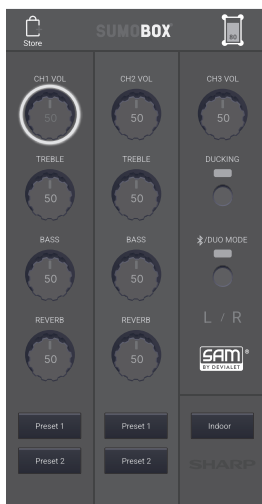 Store
SUMOBOX
80
CH1 VOL
CH2 VOL
CH3 VOL
50
50
50
TREBLE
TREBLE
DUCKING
50
50
BASS
BASS
/DUO MODE
50
50
REVERB
REVERB
L / R
50
50
SAM®
BY DEVIALET
Preset 1
Preset 1
Indoor
Preset 2
Preset 2
SHARP